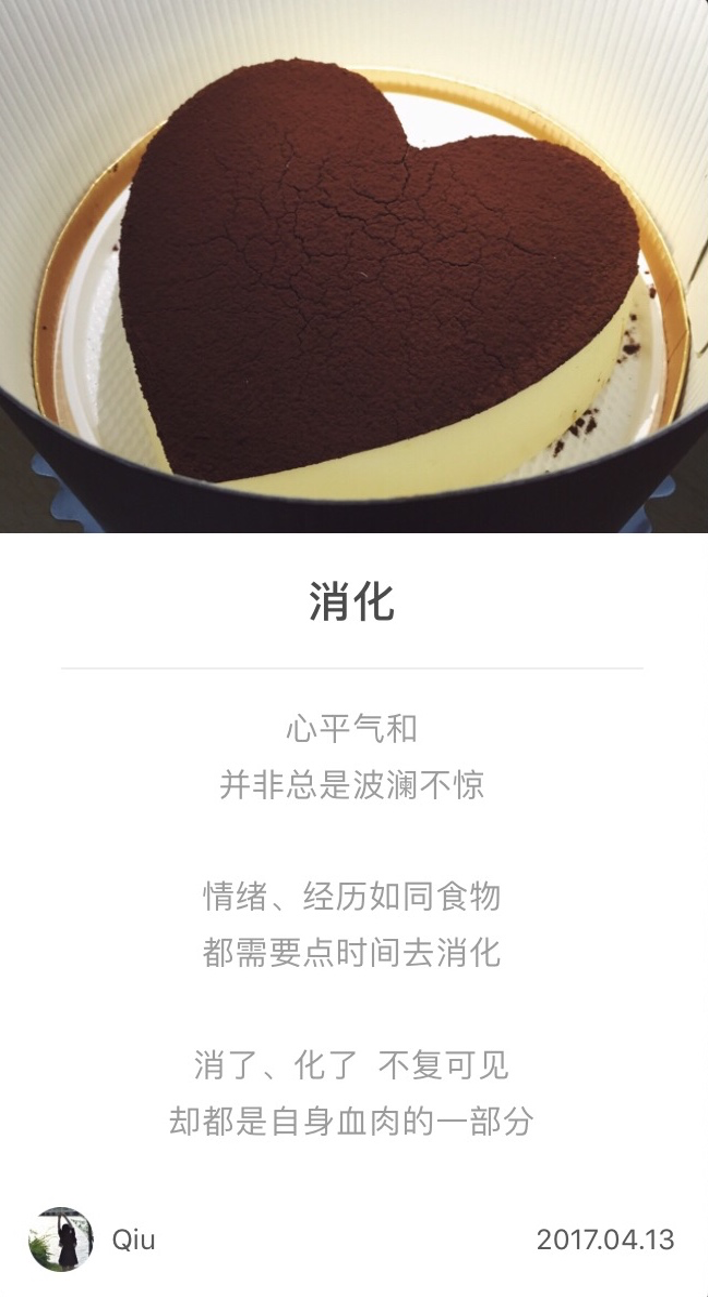 消化
心平气和
并非总是波澜不惊
情绪、经历如同食物
都需要点时间去消化
消了、化了 不复可见
却都是自身血肉的一部分
Qiu
2017.04.13